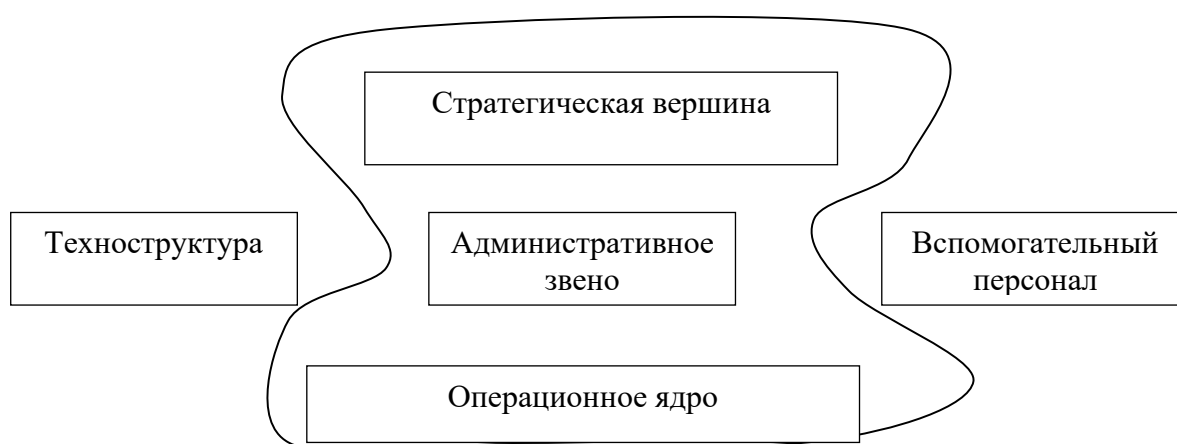 Стратегическая вершина
Техноструктура
Административное
звено
Вспомогательный
персонал
Операционное ядро